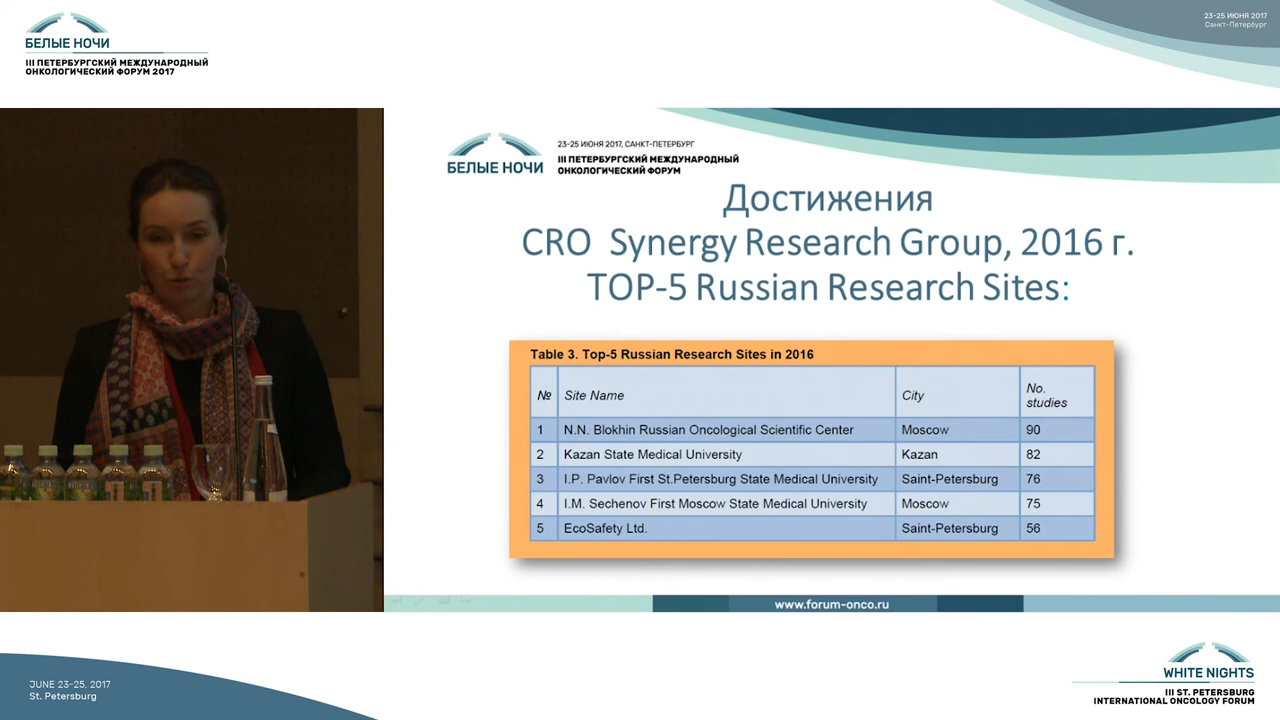 БЕЛЫЕ НОЧИ
III ПЕТЕРБУРГСКИЙ МЕЖДУНАРОДНЫЙ
ОНКОЛОГИЧЕСКИЙ ФОРУМ 2017
23-25 ИЮНЯ 2017
Санкт-Петербург
БЕЛЫЕ НОЧИ
23-25 ИЮНЯ 2017, САНКТ-ПЕТЕРБУРГ
III ПЕТЕРБУРГСКИЙ МЕЖДУНАРОДНЫЙ
ОНКОЛОГИЧЕСКИЙ ФОРУМ
Достижения
CRO Synergy Research Group, 2016 г.
TOP-5 Russian Research Sites:
Table 3. Top-5 Russian Research Sites in 2016
№ Site Name City No. studies
1 N.N. Blokhin Russian Oncological Scientific Center Moscow 90
2 Kazan State Medical University Kazan 82
3 I.P. Pavlov First St.Petersburg State Medical University Saint-Petersburg 76
4 I.M. Sechenov First Moscow State Medical University Moscow 75
5 EcoSafety Ltd. Saint-Petersburg 56
www.forum-onco.ru
JUNE 23-25, 2017
St. Petersburg
WHITE NIGHTS
III ST. PETERSBURG
INTERNATIONAL ONCOLOGY FORUM